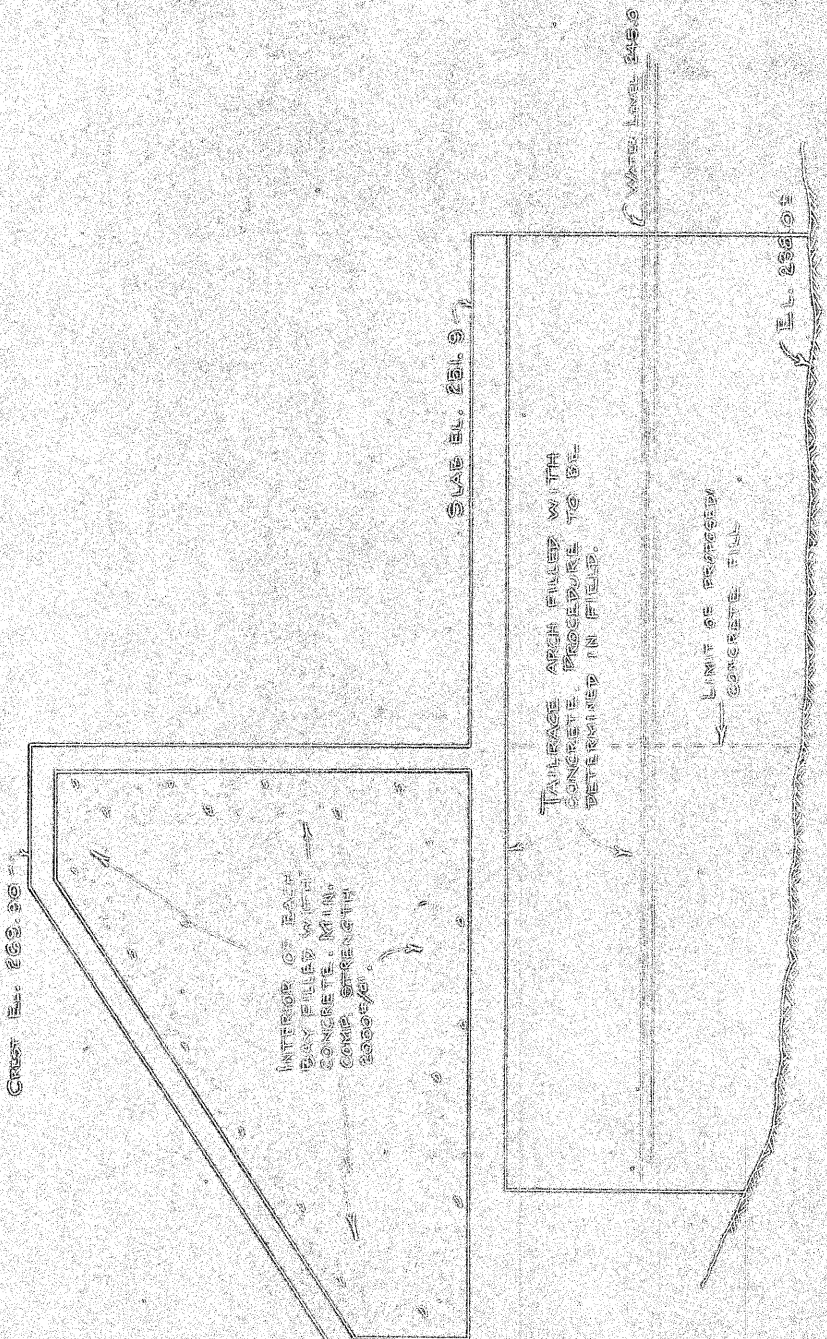 CREST EL. 269.90
INTERIOR OF EACH
BAY FILLED WITH
CONCRETE. MIN.
COMP. STRENGTH
2000#/□".
SLAB EL. 251.9
TAILRACE ARCH FILLED WITH
CONCRETE. PROCEDURE TO BE
DETERMINED IN FIELD.
WATER LEVEL 245.0
LIMIT OF PROPOSED
CONCRETE FILL
EL. 238.0±